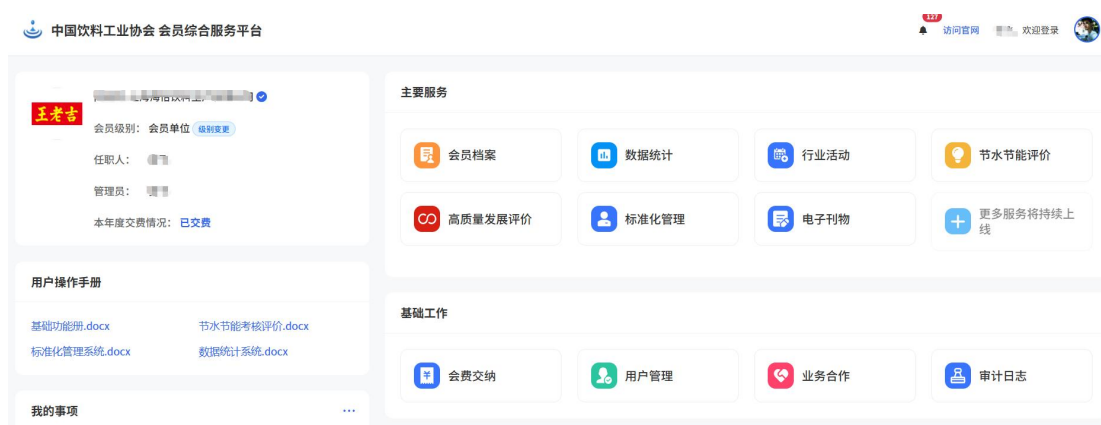 中国饮料工业协会 会员综合服务平台
127
访问官网
欢迎登录
王老吉
会员级别： 会员单位 级别变更
任职人：
管理员：
本年度交费情况： 已交费
用户操作手册
基础功能册.docx
节水节能考核评价.docx
标准化管理系统.docx
数据统计系统.docx
我的事项
主要服务
会员档案
数据统计
行业活动
节水节能评价
高质量发展评价
标准化管理
电子刊物
更多服务将持续上
线
基础工作
会费交纳
用户管理
业务合作
审计日志